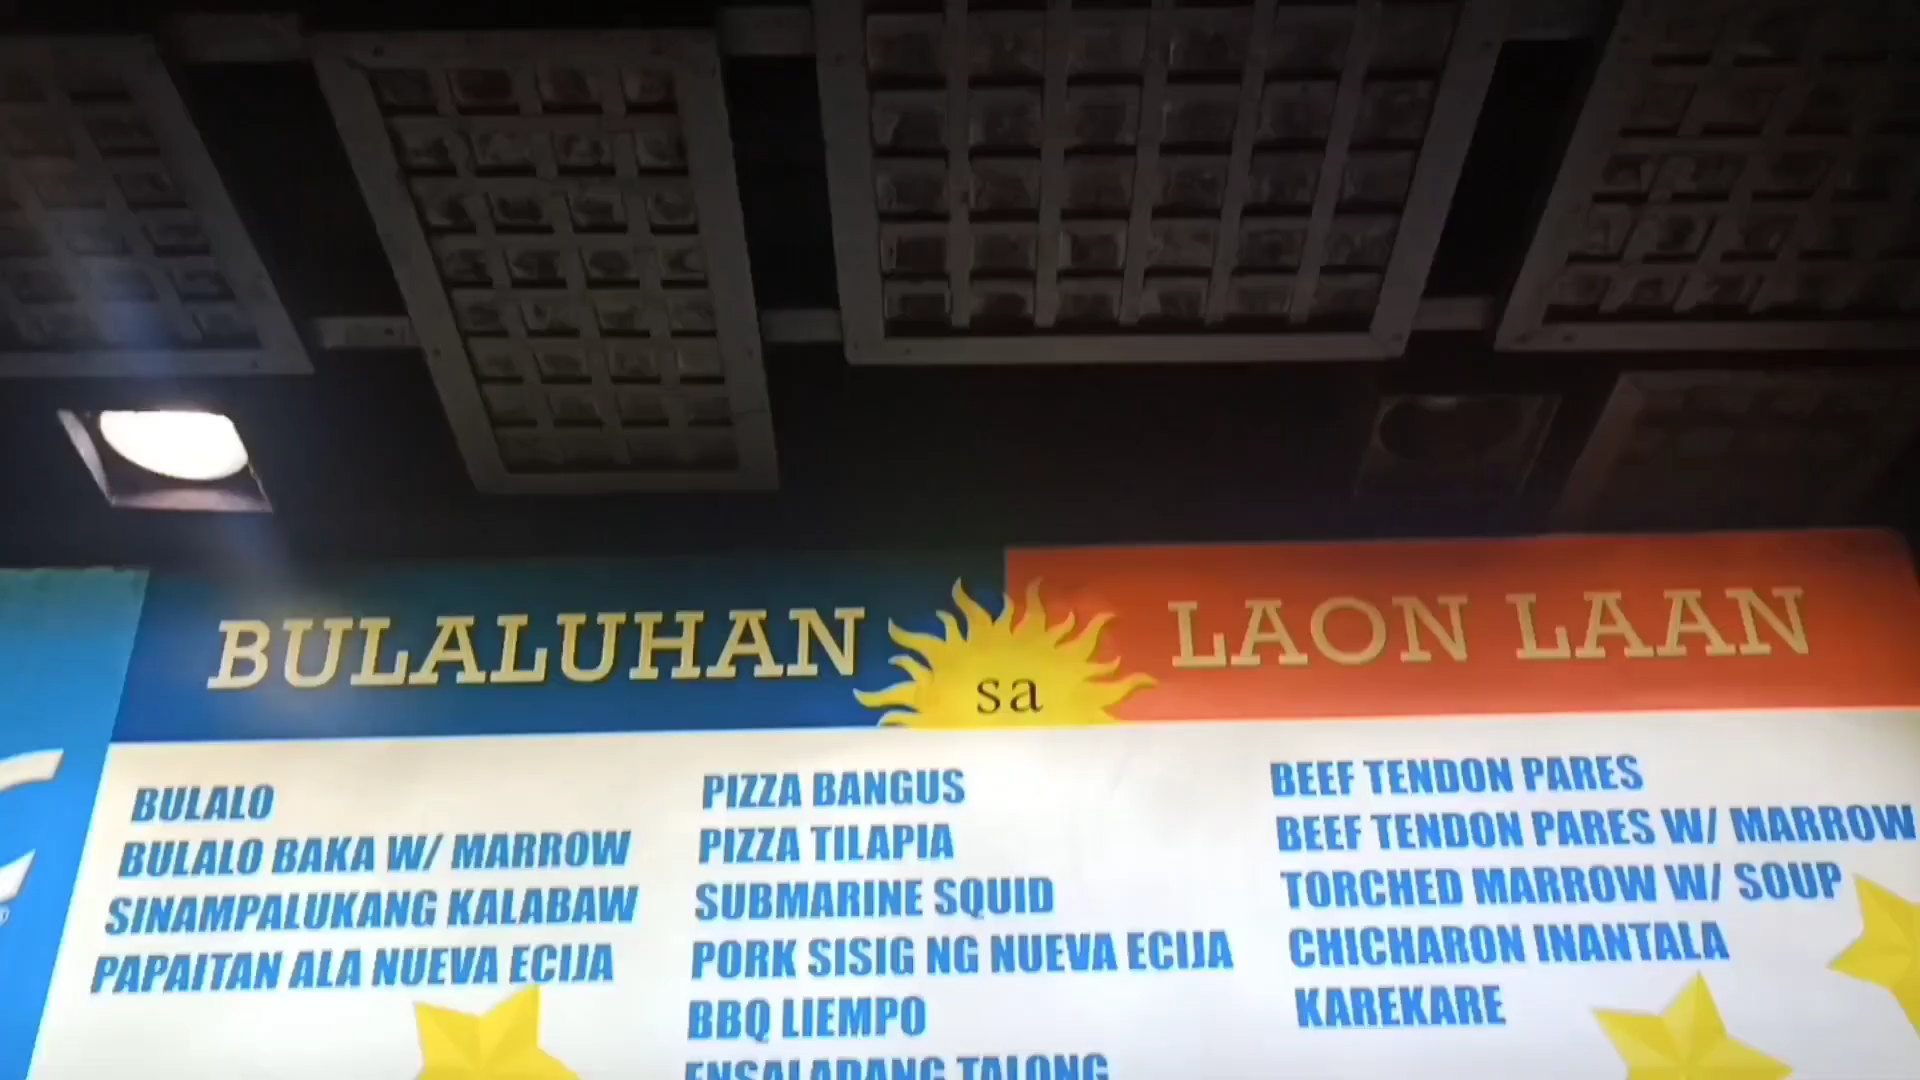 BULALUHAN sa LAON LAAN
BULALO
BULALO BAKA W/ MARROW
SINAMPALUKANG KALABAW
PAPAITAN ALA NUEVA ECIJA
PIZZA BANGUS
PIZZA TILAPIA
SUBMARINE SQUID
PORK SISIG NG NUEVA ECIJA
BBQ LIEMPO
ENSALADANG TALONG
BEEF TENDON PARES
BEEF TENDON PARES W/ MARROW
TORCHED MARROW W/ SOUP
CHICHARON INANTALA
KAREKARE